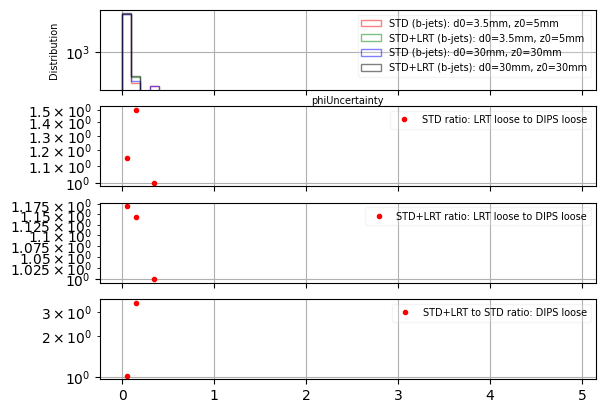 Distribution
10³
STD (b-jets): d0=3.5mm, z0=5mm
STD+LRT (b-jets): d0=3.5mm, z0=5mm
STD (b-jets): d0=30mm, z0=30mm
STD+LRT (b-jets): d0=30mm, z0=30mm
phiUncertainty
1.5 × 10⁰
1.4 × 10⁰
1.3 × 10⁰
1.2 × 10⁰
1.1 × 10⁰
10⁰
STD ratio: LRT loose to DIPS loose
1.175 × 10⁰
1.15 × 10⁰
1.125 × 10⁰
1.1 × 10⁰
1.075 × 10⁰
1.05 × 10⁰
1.025 × 10⁰
10⁰
STD+LRT ratio: LRT loose to DIPS loose
3 × 10⁰
2 × 10⁰
10⁰
STD+LRT to STD ratio: DIPS loose
0 1 2 3 4 5